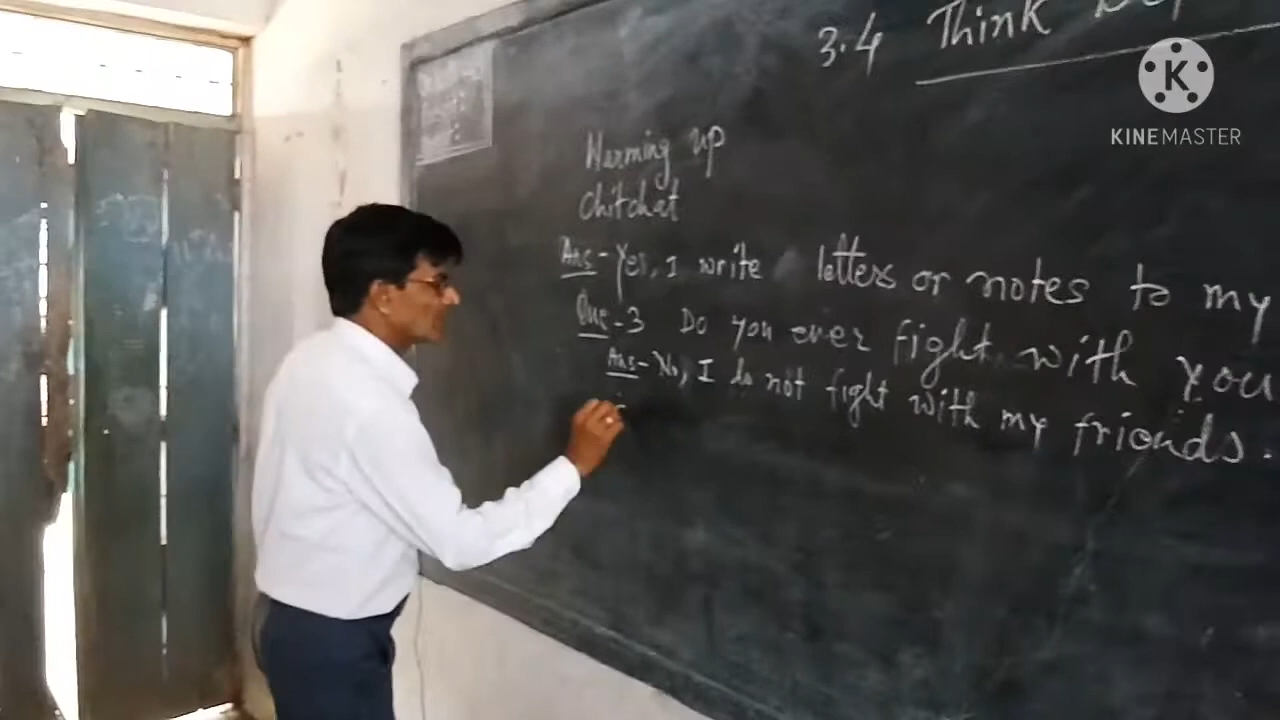 3.4 Think
KINEMASTER
Warming up
chitchat
Ans - Yes, I write letters or notes to my
Que - 3 Do you ever fight with you
Ans - No, I do not fight with my friends.